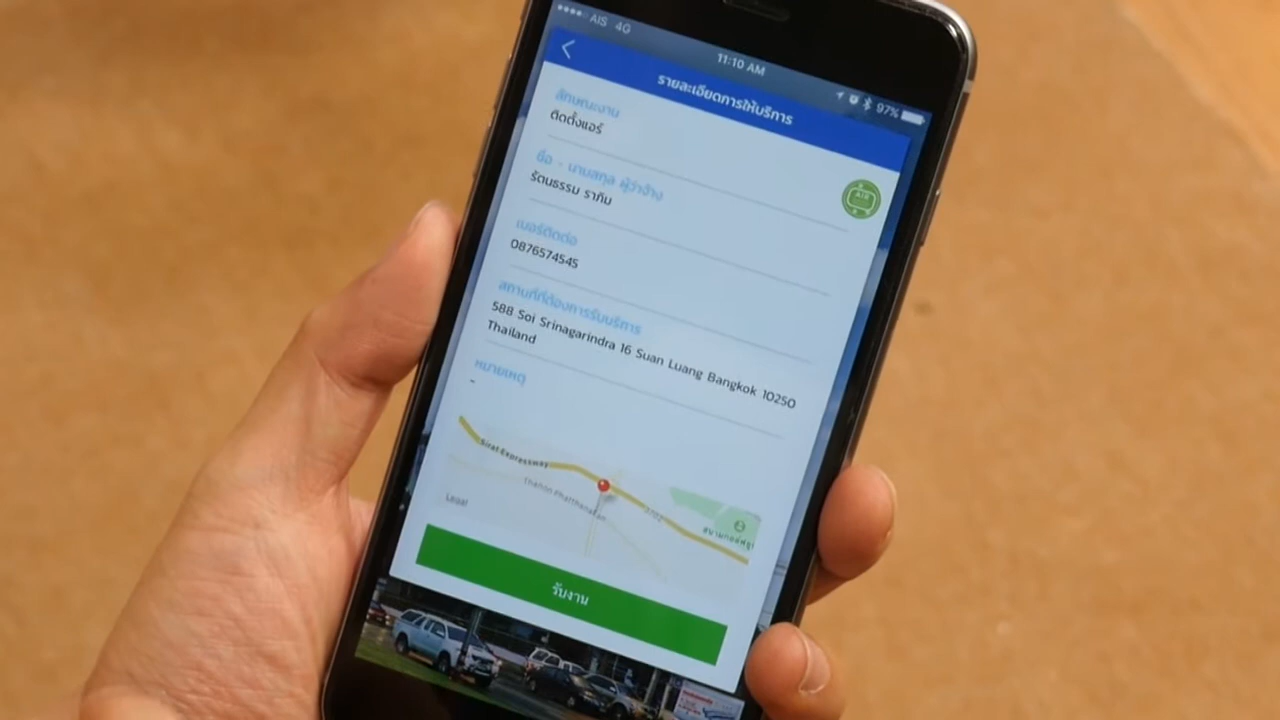 AIS 4G
11:10 AM
97%
รายละเอียดการให้บริการ
ลักษณะงาน
ติดตั้งแอร์
AIR
ชื่อ - นามสกุล ผู้ว่าจ้าง
รัตนธรรม ราทิม
เบอร์ติดต่อ
0876574545
สถานที่ที่ต้องการรับบริการ
588 Soi Srinagarindra 16 Suan Luang Bangkok 10250
Thailand
หมายเหตุ
-
Sirat Expressway
Thanon Phatthanakan
Legal
รับงาน